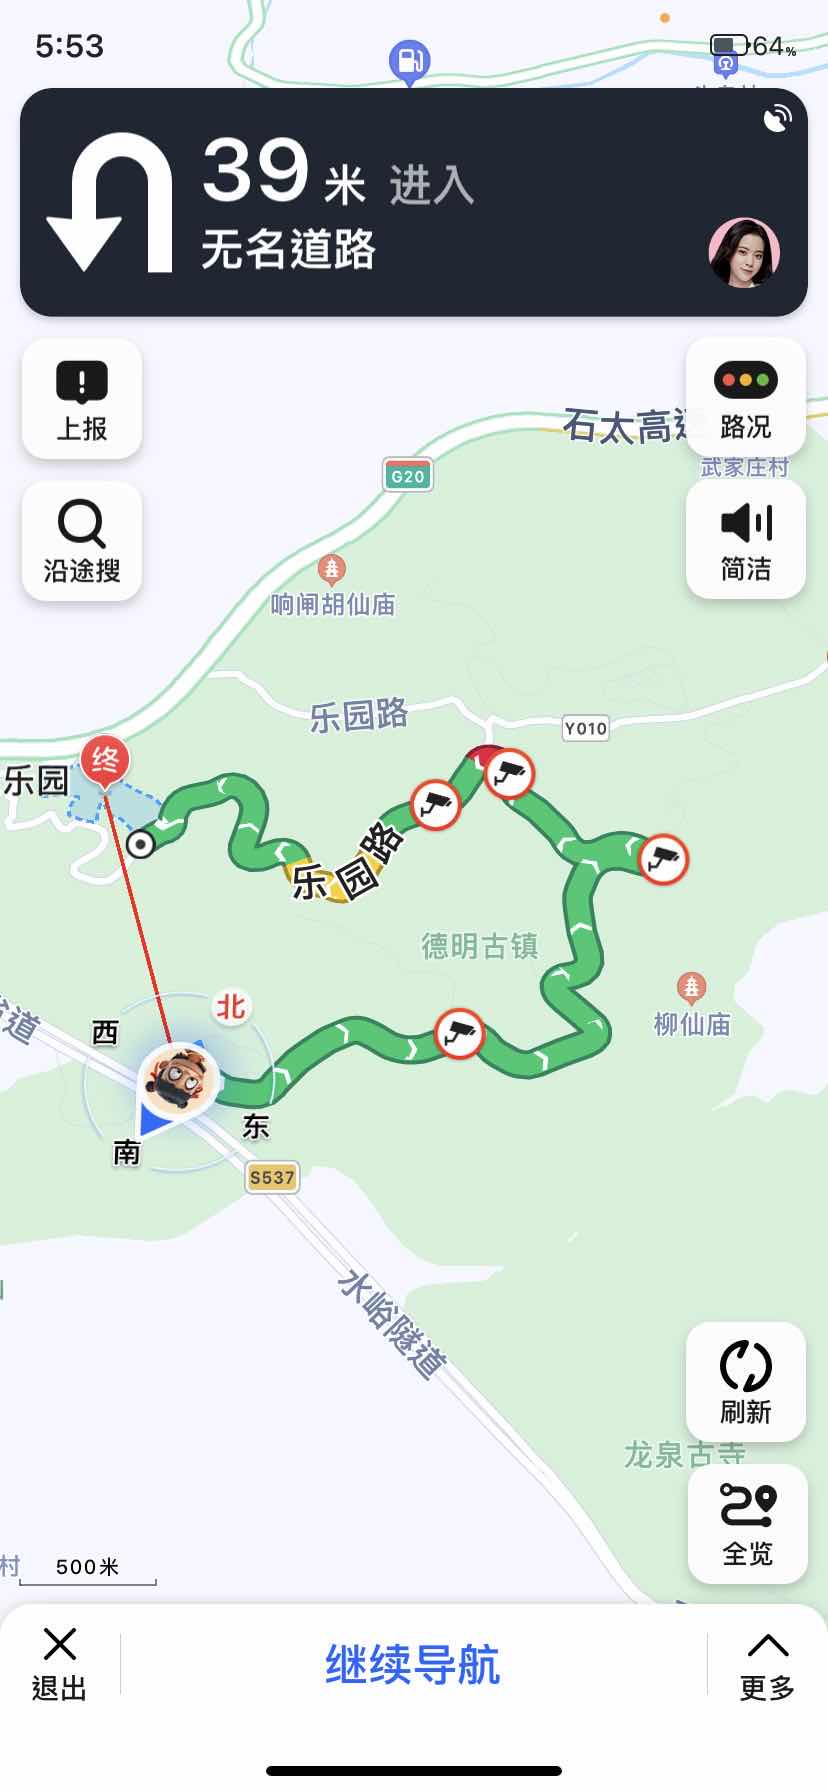 5:53
64%
39 米 进入
无名道路
上报
路况
石太高速
武家庄村
G20
沿途搜
简洁
响闸胡仙庙
乐园路
Y010
终
乐园
乐园路
德明古镇
柳仙庙
北
西
东
南
S537
水峪隧道
刷新
龙泉古寺
全览
村
500米
退出
继续导航
更多